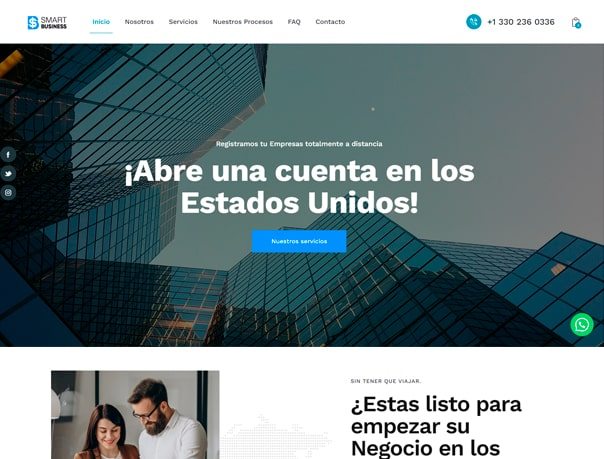 SMART
BUSINESS
Inicio
Nosotros
Servicios
Nuestros Procesos
FAQ
Contacto
+1 330 236 0336
Registramos tu Empresas totalmente a distancia
¡Abre una cuenta en los
Estados Unidos!
Nuestros servicios
SIN TENER QUE VIAJAR.
¿Estas listo para
empezar su
Negocio en los